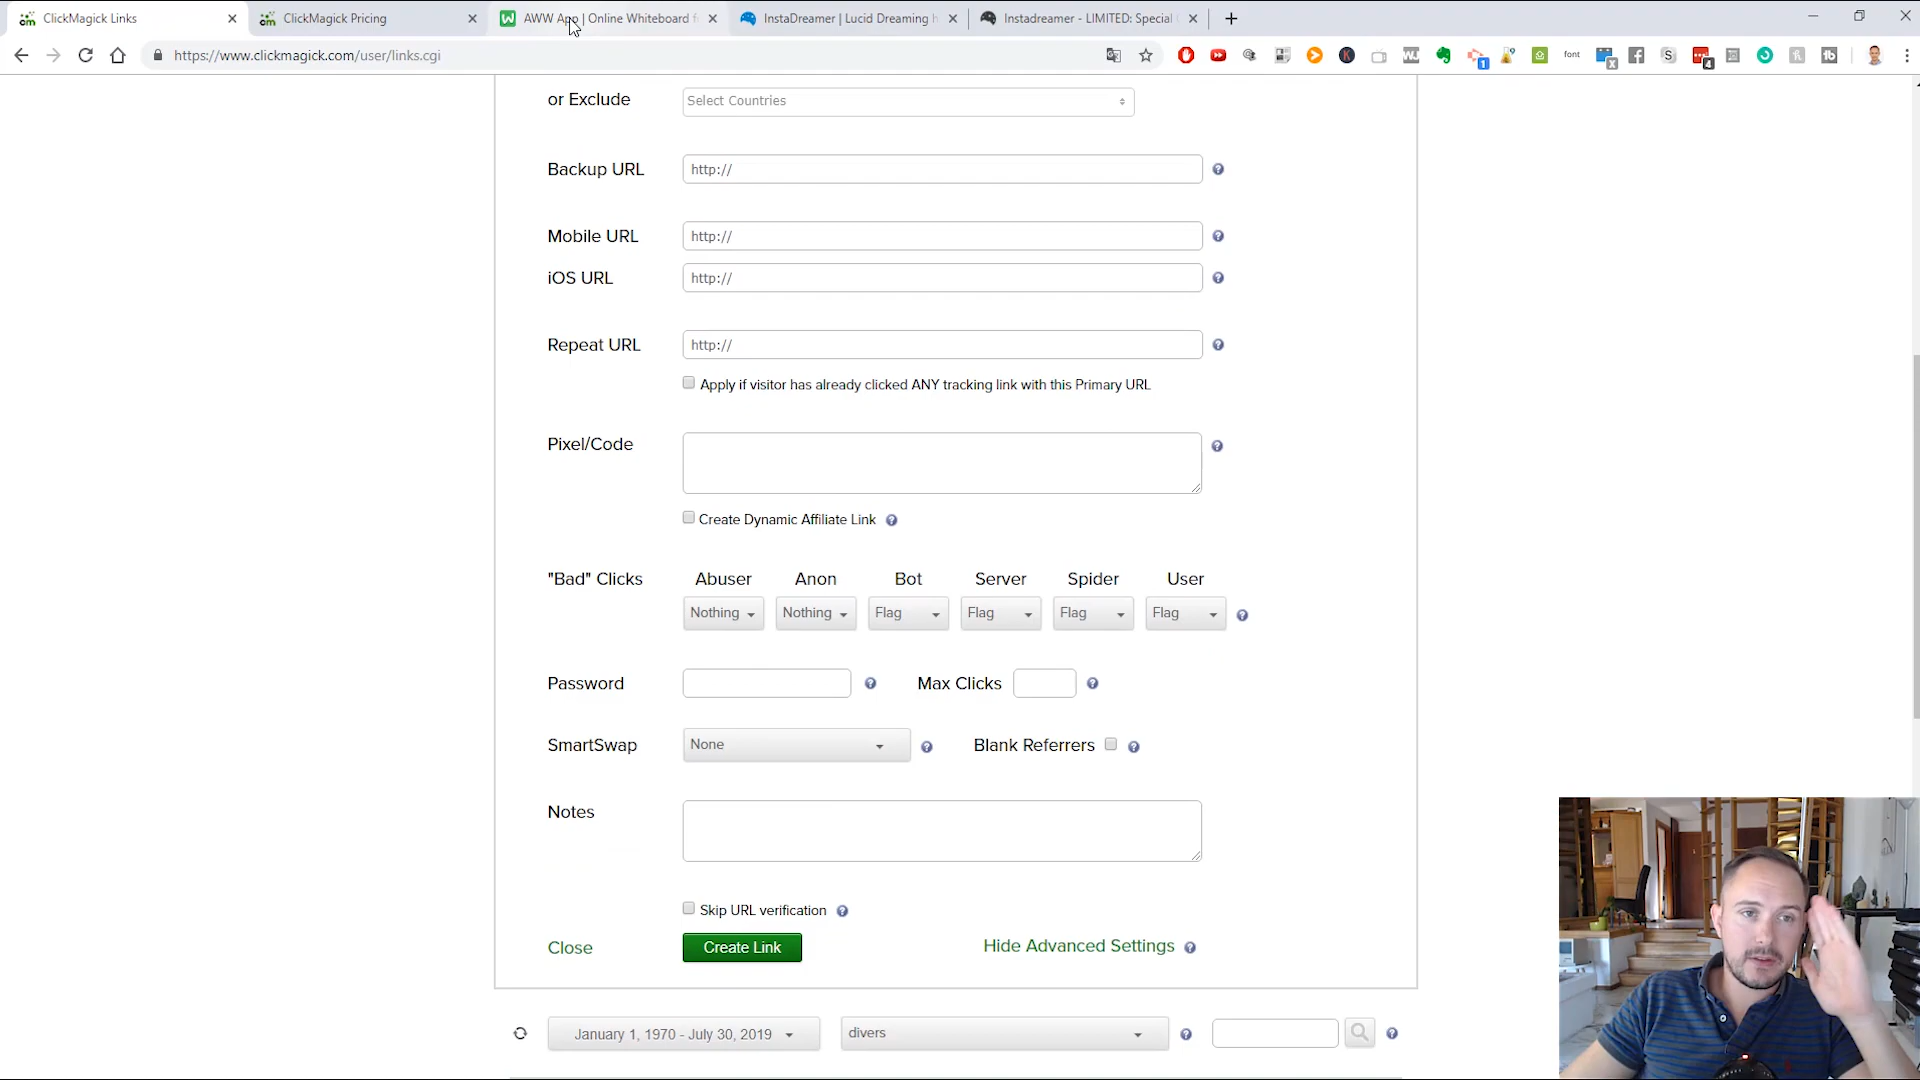 ClickMagick Links
ClickMagick Pricing
AWW App | Online Whiteboard f
InstaDreamer | Lucid Dreaming h
Instadreamer - LIMITED: Special
https://www.clickmagick.com/user/links.cgi
font
or Exclude Select Countries
Backup URL http://
Mobile URL http://
iOS URL http://
Repeat URL http://
Apply if visitor has already clicked ANY tracking link with this Primary URL
Pixel/Code
Create Dynamic Affiliate Link
"Bad" Clicks Abuser Anon Bot Server Spider User
Nothing Nothing Flag Flag Flag Flag
Password Max Clicks
SmartSwap None Blank Referrers
Notes
Skip URL verification
Close Create Link Hide Advanced Settings
January 1, 1970 - July 30, 2019 divers